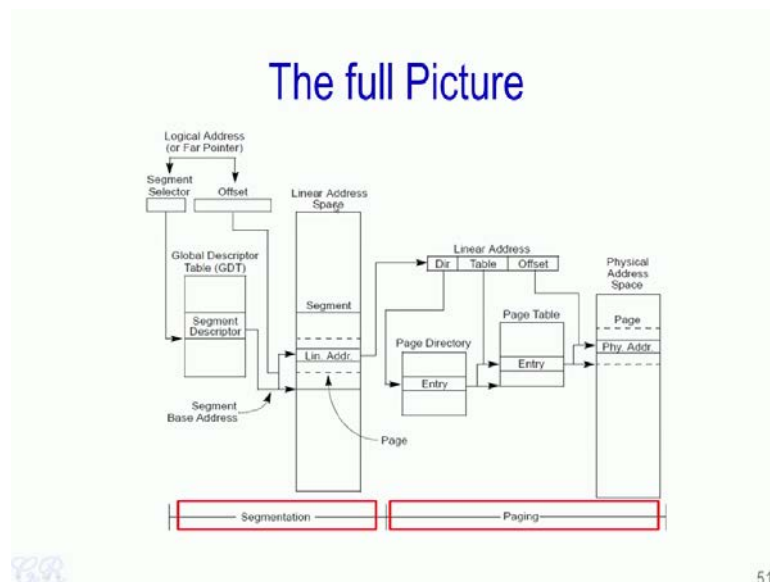 The full Picture
Logical Address
(or Far Pointer)
Segment
Selector
Offset
Linear Address
Space
Global Descriptor
Table (GDT)
Segment
Descriptor
Segment
Lin. Addr.
Segment
Base Address
Page
Linear Address
Dir Table Offset
Page Directory
Entry
Page Table
Entry
Physical
Address
Space
Page
Phy. Addr.
Segmentation
Paging
51